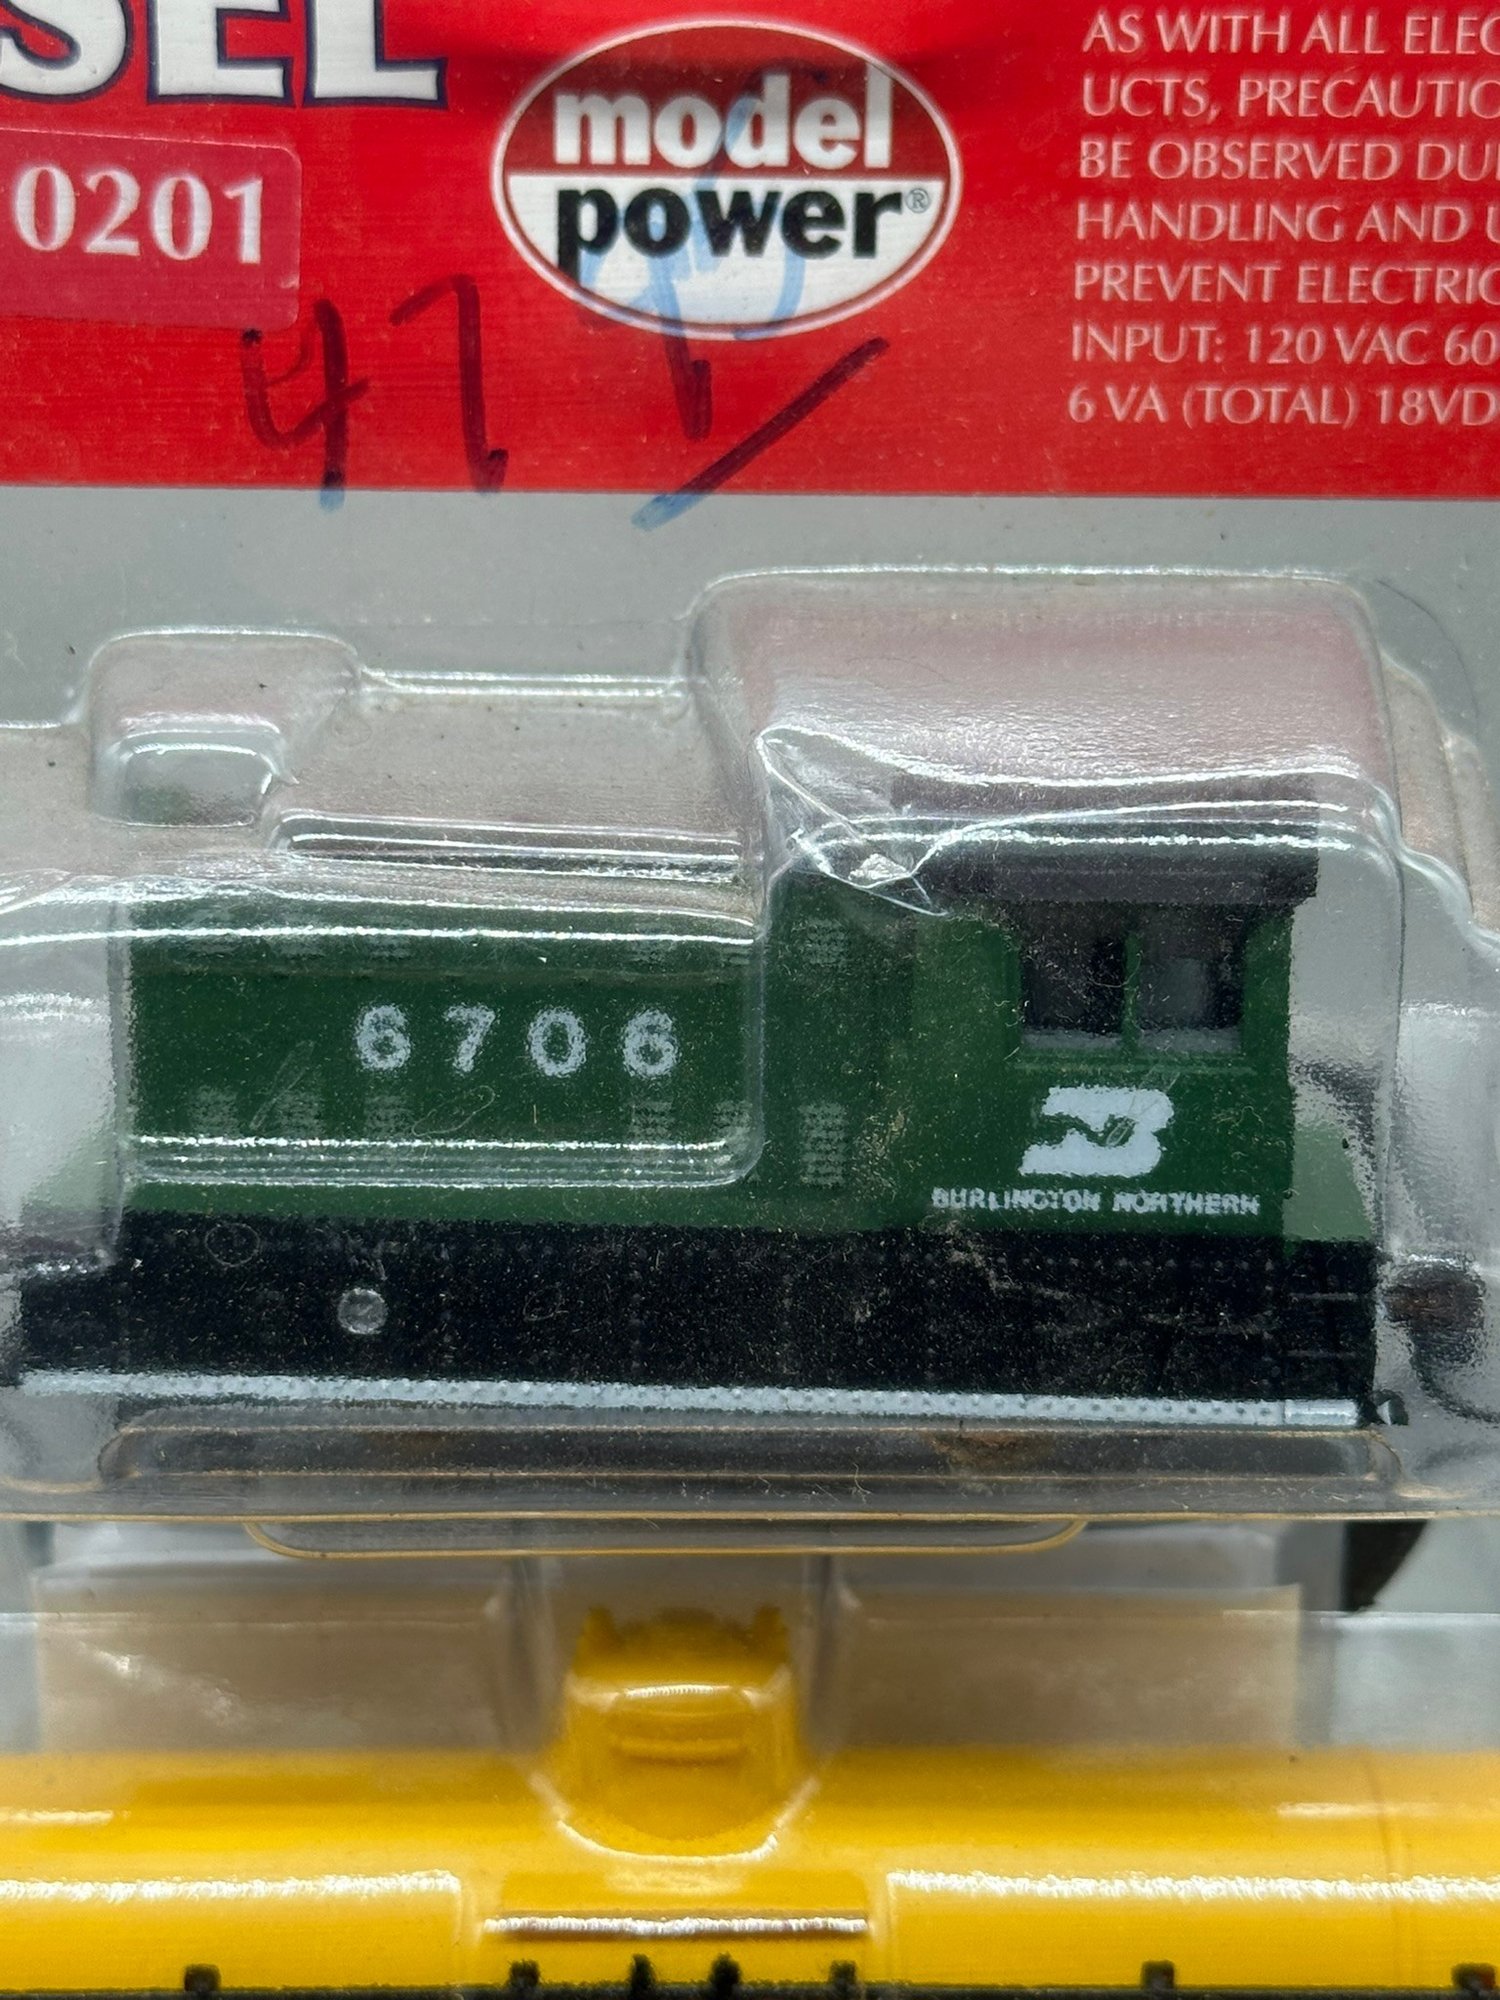 SEL
0201
model
power®
AS WITH ALL ELEC
UCTS, PRECAUTIO
BE OBSERVED DU
HANDLING AND U
PREVENT ELECTRIC
INPUT: 120 VAC 60
6 VA (TOTAL) 18VD
6706
BN
BURLINGTON NORTHERN